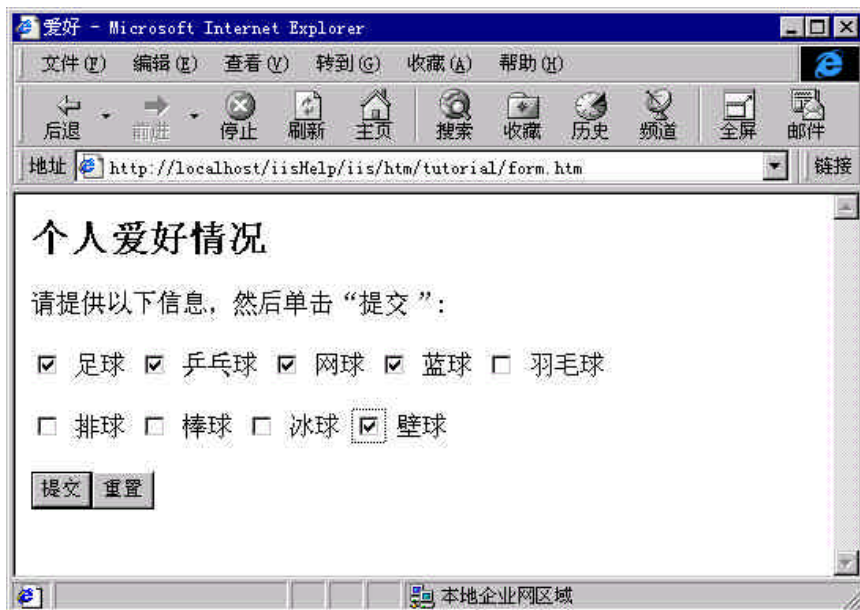 爱好 - Microsoft Internet Explorer
文件(F) 编辑(E) 查看(V) 转到(G) 收藏(A) 帮助(H)
后退 前进 停止 刷新 主页 搜索 收藏 历史 频道 全屏 邮件
地址 http://localhost/iisHelp/iis/htm/tutorial/form.htm 链接
个人爱好情况
请提供以下信息，然后单击“提交 ”：
足球 乒乓球 网球 蓝球 羽毛球
排球 棒球 冰球 壁球
提交 重置
本地企业网区域